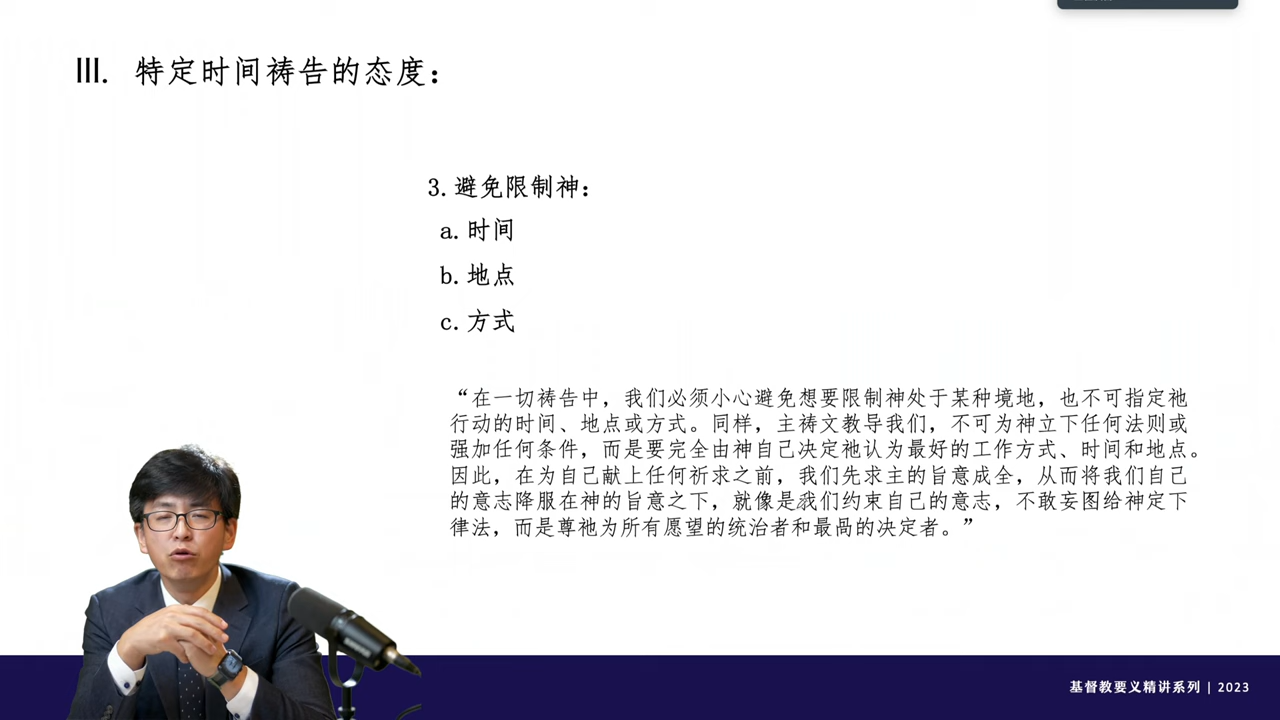 III. 特定时间祷告的态度：
3. 避免限制神：
a. 时间
b. 地点
c. 方式
“在一切祷告中，我们必须小心避免想要限制神处于某种境地，也不可指定祂
行动的时间、地点或方式。同样，主祷文教导我们，不可为神立下任何法则或
强加任何条件，而是要完全由神自己决定祂认为最好的工作方式、时间和地点。
因此，在为自己献上任何祈求之前，我们先求主的旨意成全，从而将我们自己
的意志降服在神的旨意之下，就像是我们约束自己的意志，不敢妄图给神定下
律法，而是尊祂为所有愿望的统治者和最高的决定者。”
基督教要义精讲系列 | 2023